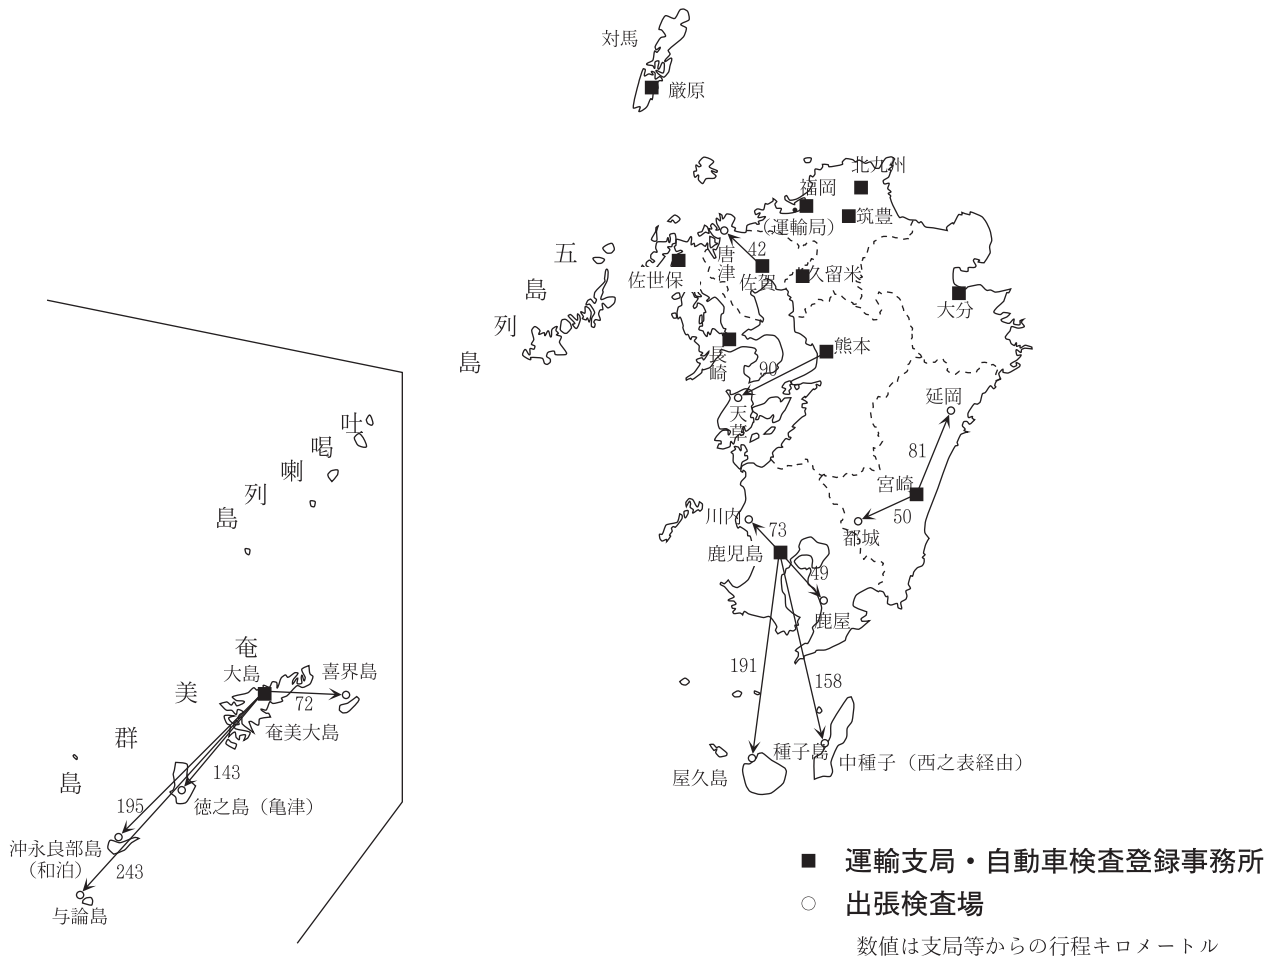 対馬
厳原
北九州
福岡
（運輸局）
筑豊
五島列島
佐世保
唐津
42
佐賀
久留米
大分
長崎
熊本
90
天草
延岡
81
宮崎
50
都城
川内
73
鹿児島
49
鹿屋
191
158
種子島
屋久島
中種子（西之表経由）
吐喝喇列島
奄美群島
大島
喜界島
72
奄美大島
143
195
徳之島（亀津）
沖永良部島
（和泊）
243
与論島
運輸支局・自動車検査登録事務所
出張検査場
数値は支局等からの行程キロメートル